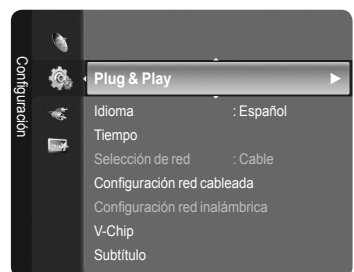 Configuración
Plug & Play
Idioma : Español
Tiempo
Selección de red : Cable
Configuración red cableada
Configuración red inalámbrica
V-Chip
Subtítulo